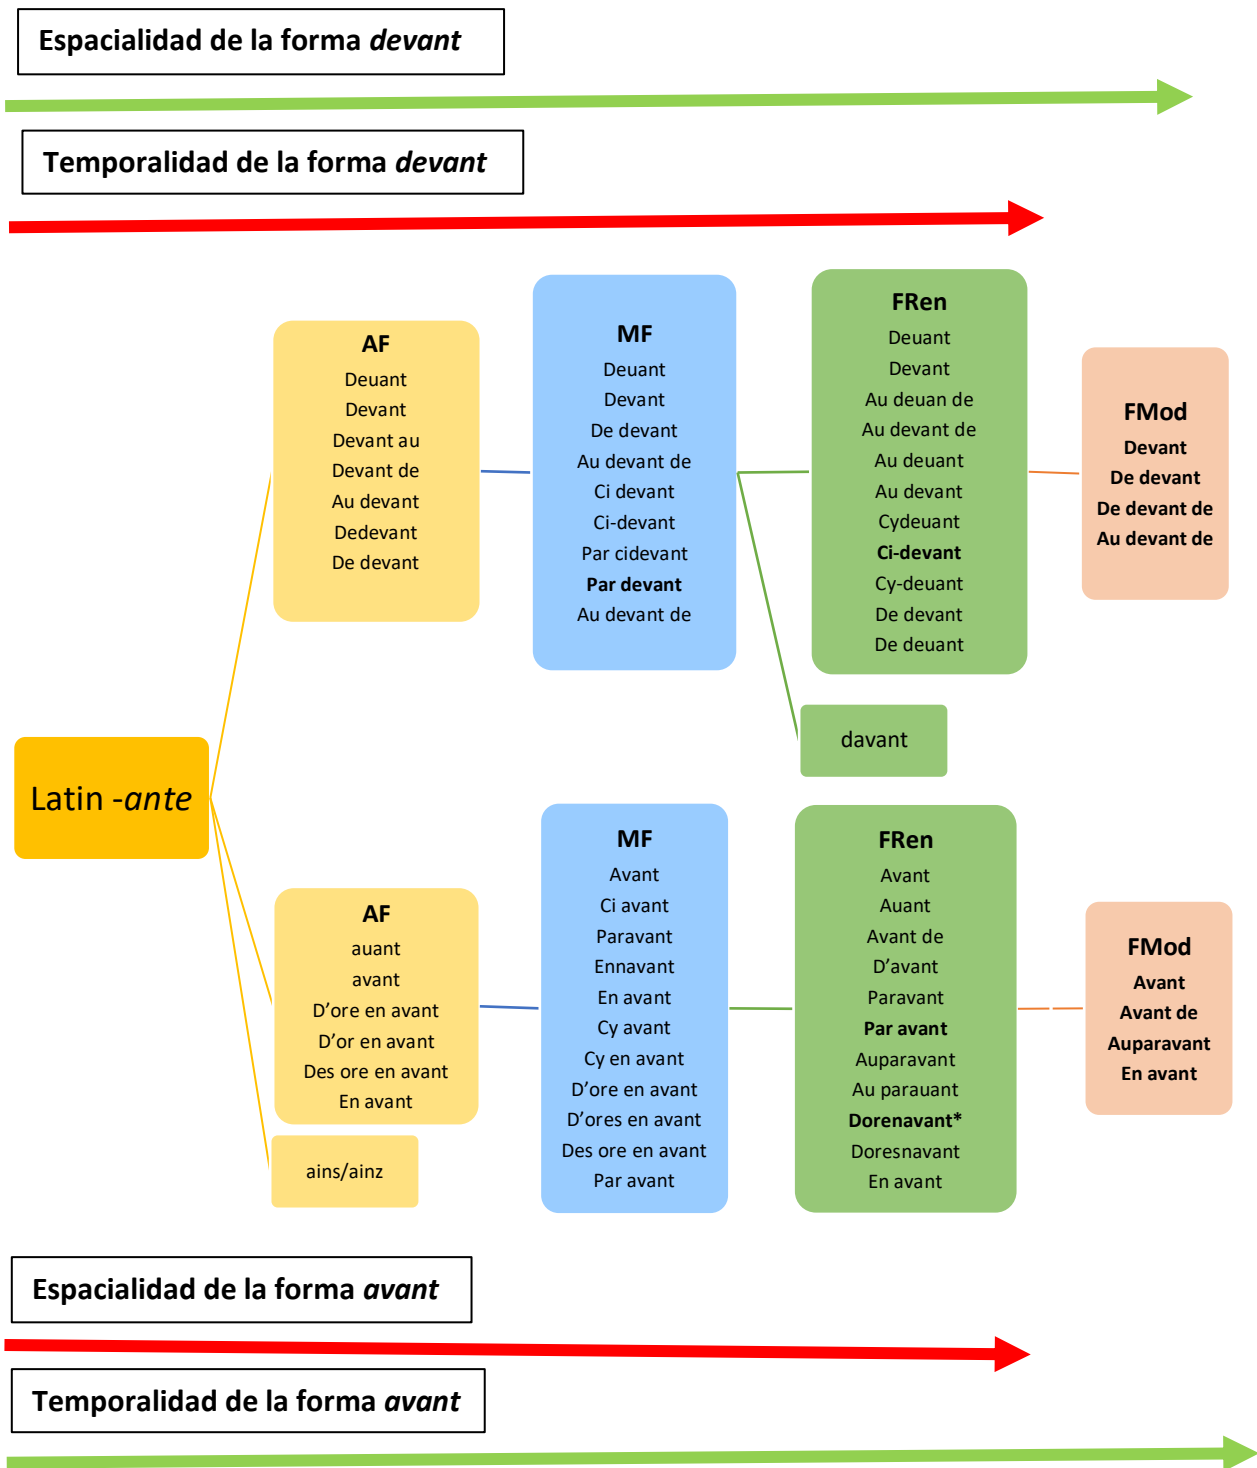 Espacialidad de la forma devant
Temporalidad de la forma devant
AF
Deuant
Devant
Devant au
Devant de
Au devant
Dedevant
De devant
MF
Deuant
Devant
De devant
Au devant de
Ci devant
Ci-devant
Par cidevant
Par devant
Au devant de
FRen
Deuant
Devant
Au deuan de
Au devant de
Au deuant
Au devant
Cydeuant
Ci-devant
Cy-deuant
De devant
De deuant
FMod
Devant
De devant
De devant de
Au devant de
davant
Latin -ante
AF
auant
avant
D’ore en avant
D’or en avant
Des ore en avant
En avant
ains/ainz
MF
Avant
Ci avant
Paravant
Ennavant
En avant
Cy avant
Cy en avant
D’ore en avant
D’ores en avant
Des ore en avant
Par avant
FRen
Avant
Auant
Avant de
D’avant
Paravant
Par avant
Auparavant
Au parauant
Dorenavant*
Doresnavant
En avant
FMod
Avant
Avant de
Auparavant
En avant
Espacialidad de la forma avant
Temporalidad de la forma avant